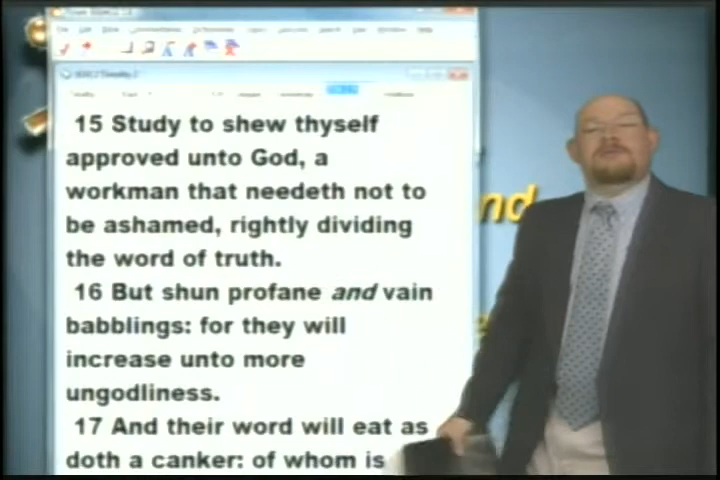 15 Study to shew thyself
approved unto God, a
workman that needeth not to
be ashamed, rightly dividing
the word of truth.
16 But shun profane and vain
babblings: for they will
increase unto more
ungodliness.
17 And their word will eat as
doth a canker: of whom is
nd